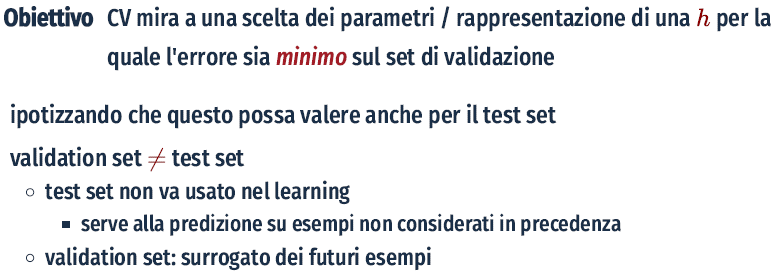 Obiettivo CV mira a una scelta dei parametri / rappresentazione di una h per la
quale l'errore sia minimo sul set di validazione
ipotizzando che questo possa valere anche per il test set
validation set ≠ test set
○ test set non va usato nel learning
▪ serve alla predizione su esempi non considerati in precedenza
○ validation set: surrogato dei futuri esempi